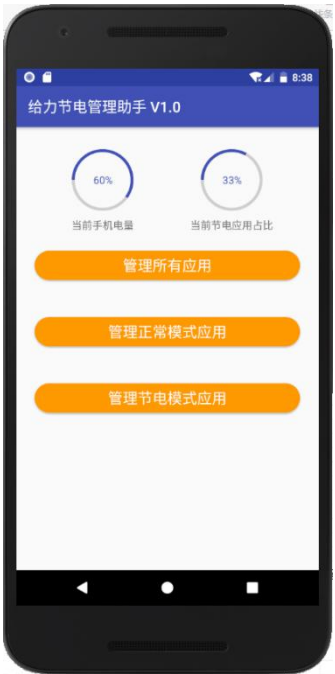 8:38
给力节电管理助手 V1.0
60%
33%
当前手机电量
当前节电应用占比
管理所有应用
管理正常模式应用
管理节电模式应用